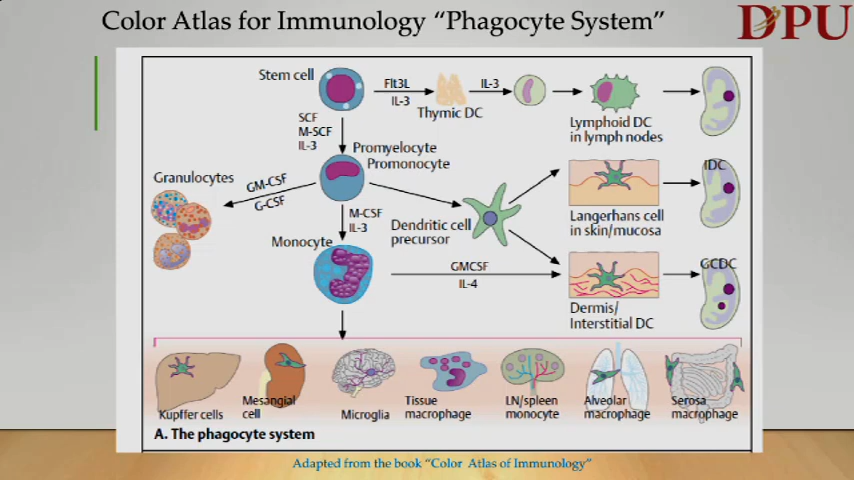 Color Atlas for Immunology “Phagocyte System”
DPU
Stem cell
Flt3L
IL-3
Thymic DC
IL-3
Lymphoid DC
in lymph nodes
SCF
M-SCF
IL-3
Promyelocyte
Promonocyte
Granulocytes
GM-CSF
G-CSF
M-CSF
IL-3
Dendritic cell
precursor
IDC
Langerhans cell
in skin/mucosa
Monocyte
GMCSF
IL-4
GCDC
Dermis/
Interstitial DC
Kupffer cells
Mesangial
cell
Microglia
Tissue
macrophage
LN/spleen
monocyte
Alveolar
macrophage
Serosa
macrophage
A. The phagocyte system
Adapted from the book “Color Atlas of Immunology”